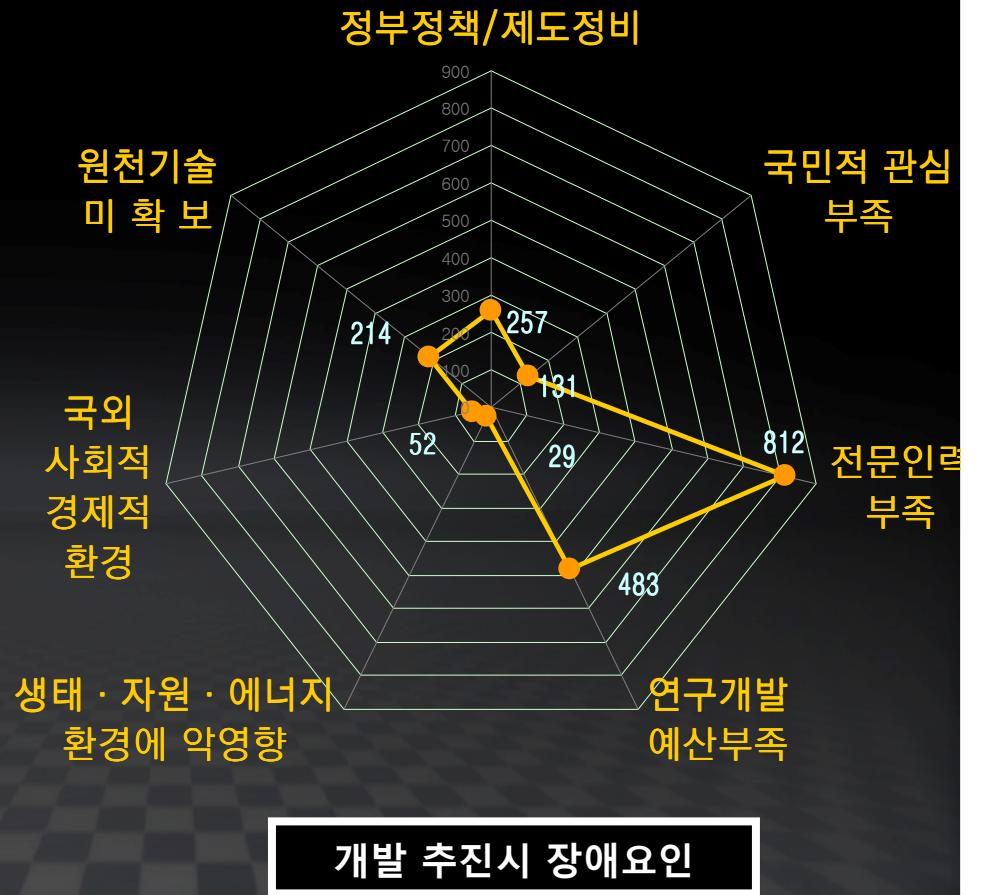 정부정책/제도정비
900
800
700
600
500
400
300
200
100
0
국민적 관심
부족
원천기술
미 확 보
257
214
131
812
전문인력
부족
국외
사회적
경제적
환경
52
29
483
생태 · 자원 · 에너지
환경에 악영향
연구개발
예산부족
개발 추진시 장애요인